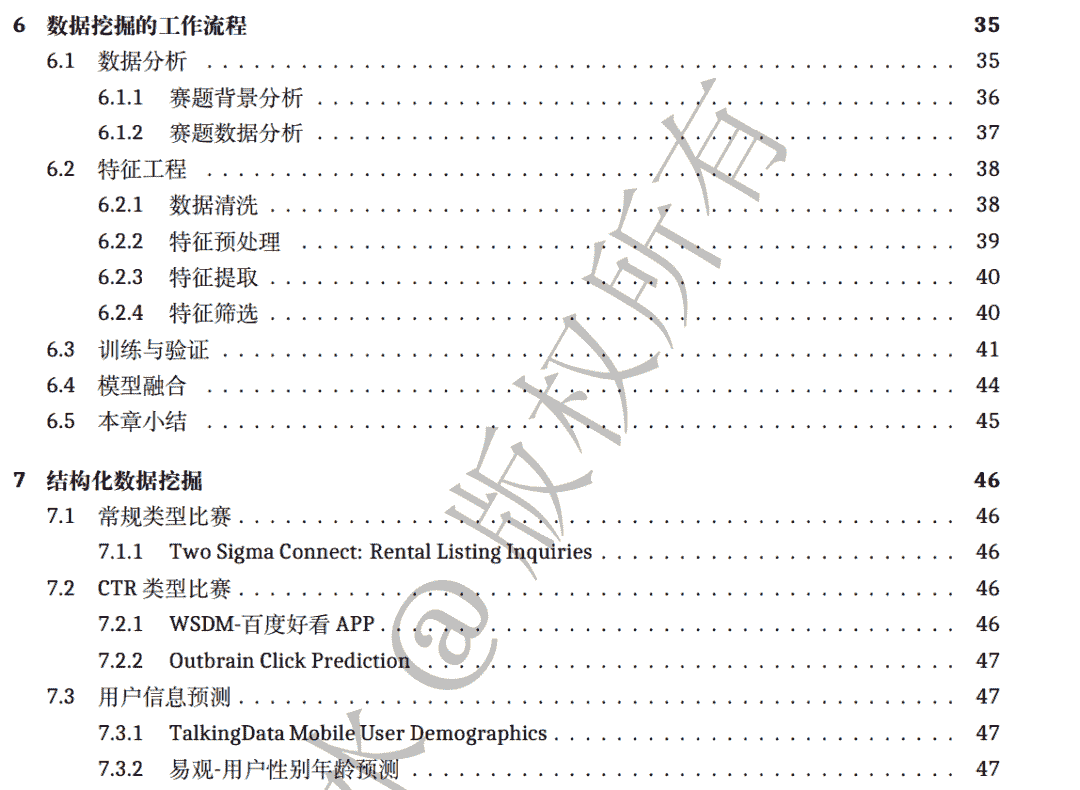 6 数据挖掘的工作流程 35
6.1 数据分析 35
6.1.1 赛题背景分析 36
6.1.2 赛题数据分析 37
6.2 特征工程 38
6.2.1 数据清洗 38
6.2.2 特征预处理 39
6.2.3 特征提取 40
6.2.4 特征筛选 40
6.3 训练与验证 41
6.4 模型融合 44
6.5 本章小结 45
7 结构化数据挖掘 46
7.1 常规类型比赛 46
7.1.1 Two Sigma Connect: Rental Listing Inquiries 46
7.2 CTR 类型比赛 46
7.2.1 WSDM-百度好看 APP 46
7.2.2 Outbrain Click Prediction 47
7.3 用户信息预测 47
7.3.1 TalkingData Mobile User Demographics 47
7.3.2 易观-用户性别年龄预测 47
@版权所有